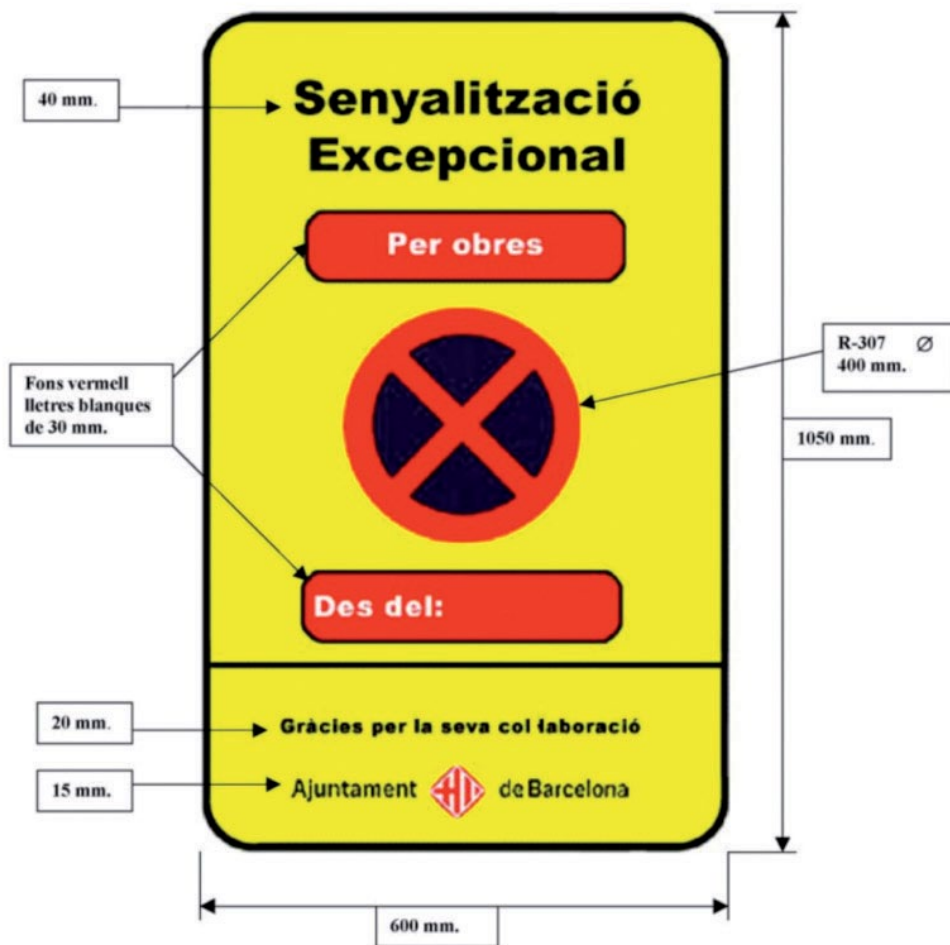 40 mm.
Senyalització
Excepcional
Per obres
R-307 Ø
400 mm.
Fons vermell
lletres blanques
de 30 mm.
1050 mm.
Des del:
20 mm.
Gràcies per la seva col·laboració
15 mm.
Ajuntament de Barcelona
600 mm.